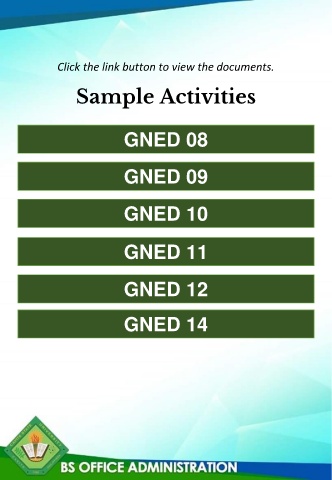 Click the link button to view the documents.
Sample Activities
GNED 08
GNED 09
GNED 10
GNED 11
GNED 12
GNED 14
BS OFFICE ADMINISTRATION